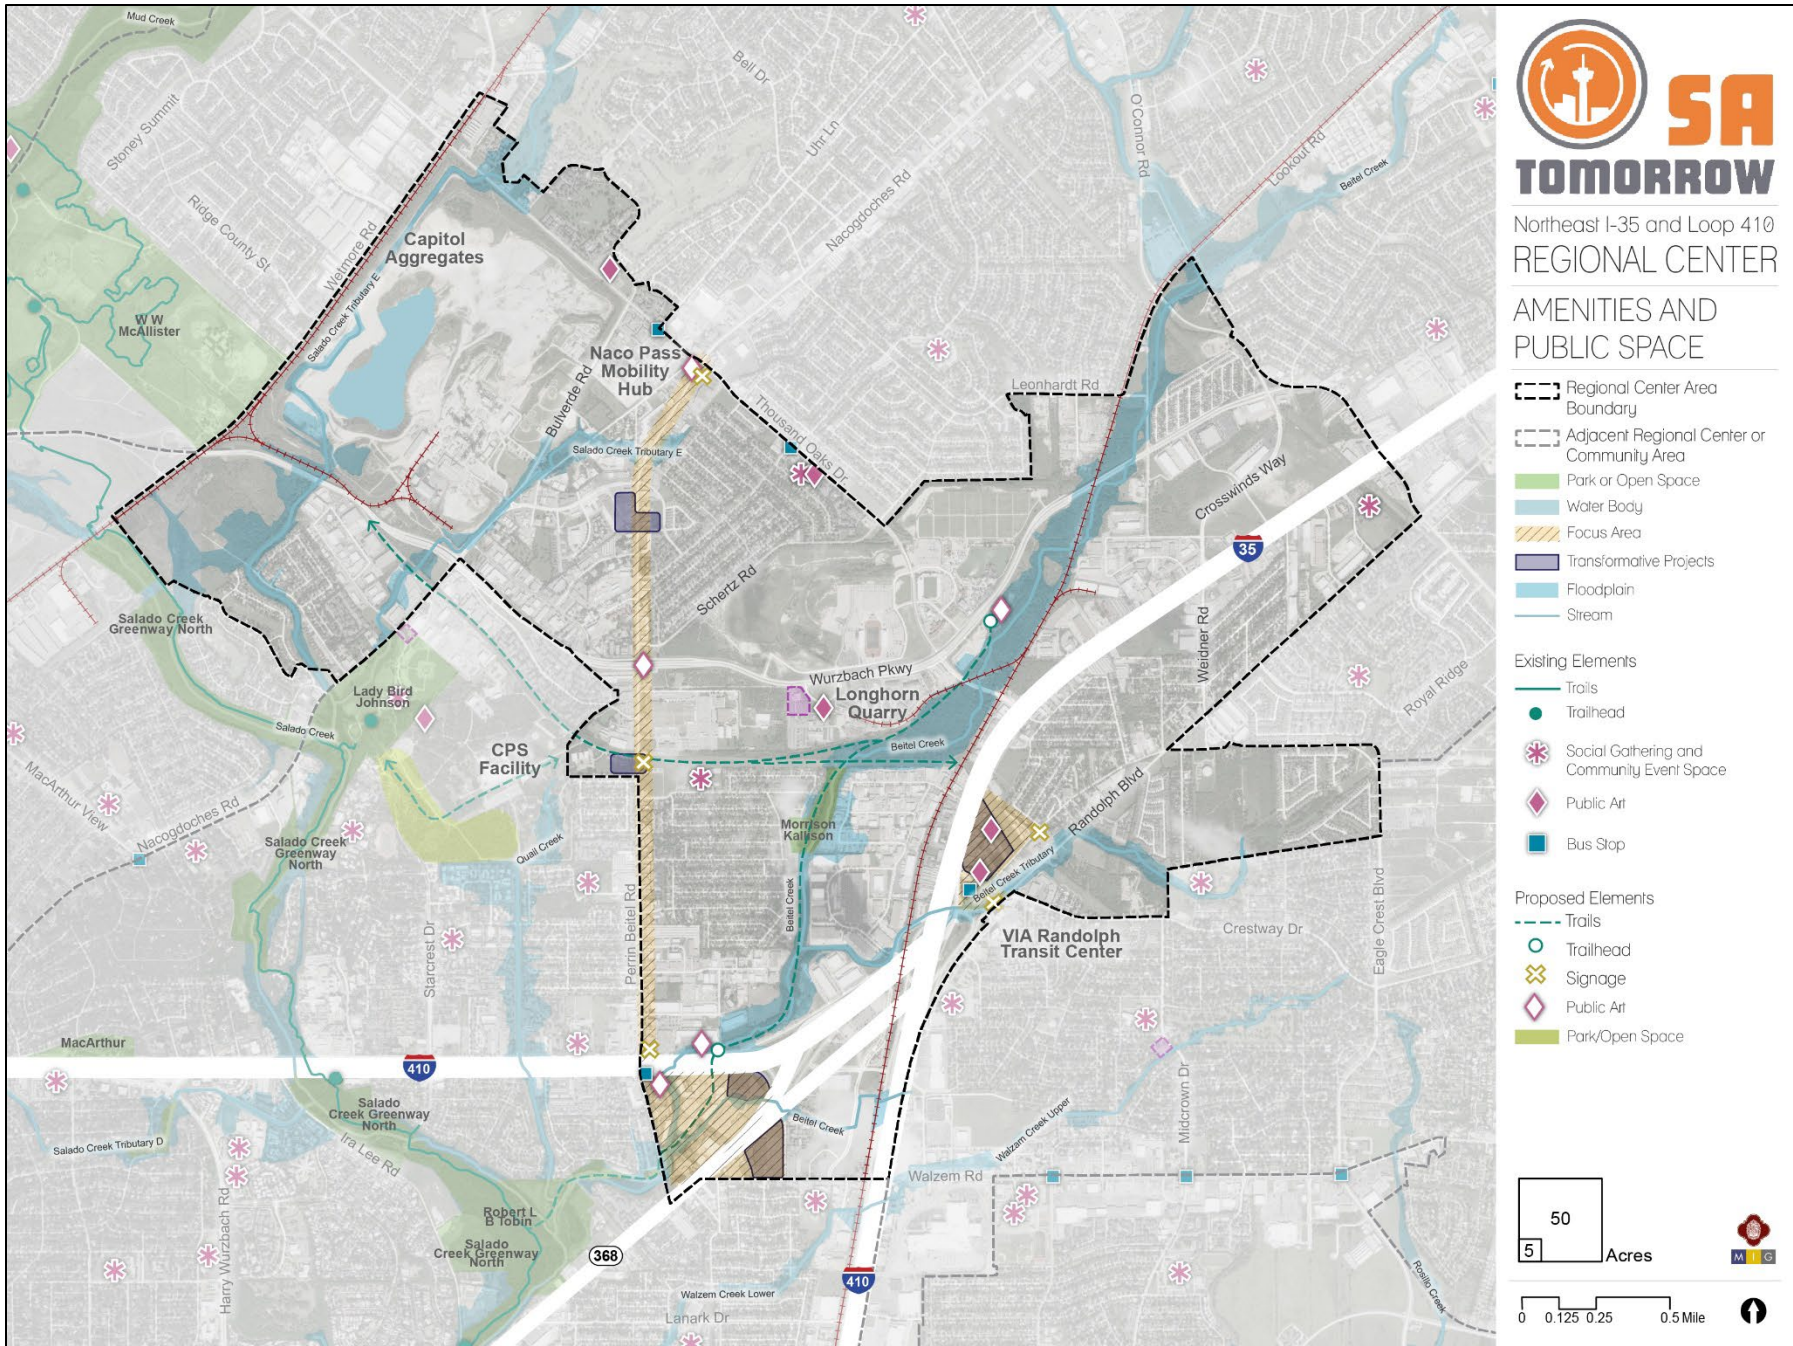 Mud Creek
Bell Dr
Stoney Summit
Uhr Ln
O'Connor Rd
Lookout Rd
Beitel Creek
Nacogdoches Rd
Ridge County St
Wetmore Rd
Capitol
Aggregates
Salado Creek Tributary E
W W
McAllister
Naco Pass
Mobility
Hub
Bulverde Rd
Leonhardt Rd
Thousand Oaks Dr
Salado Creek Tributary E
Crosswinds Way
35
Schertz Rd
Weidner Rd
Salado Creek
Greenway North
Wurzbach Pkwy
Longhorn
Quarry
Royal Ridge
Lady Bird
Johnson
Salado Creek
CPS
Facility
Beitel Creek
MacArthur View
Nacogdoches Rd
Randolph Blvd
Morrison
Kallison
Salado Creek
Greenway
North
Quail Creek
Beitel Creek Tributary
Beitel Creek
Perrin Beitel Rd
Starcrest Dr
VIA Randolph
Transit Center
Crestway Dr
Eagle Crest Blvd
MacArthur
410
Salado
Creek Greenway
North
Beitel Creek
Midcrown Dr
Walzem Creek Upper
Salado Creek Tributary D
Ira Lee Rd
Walzem Rd
Harry Wurzbach Rd
Robert L
B Tobin
Salado
Creek Greenway
North
368
410
Walzem Creek Lower
Lanark Dr
Rosillo Creek
SA
TOMORROW
Northeast I-35 and Loop 410
REGIONAL CENTER
AMENITIES AND
PUBLIC SPACE
Regional Center Area
Boundary
Adjacent Regional Center or
Community Area
Park or Open Space
Water Body
Focus Area
Transformative Projects
Floodplain
Stream
Existing Elements
Trails
Trailhead
Social Gathering and
Community Event Space
Public Art
Bus Stop
Proposed Elements
Trails
Trailhead
Signage
Public Art
Park/Open Space
50
5
Acres
M I G
0 0.125 0.25 0.5 Mile